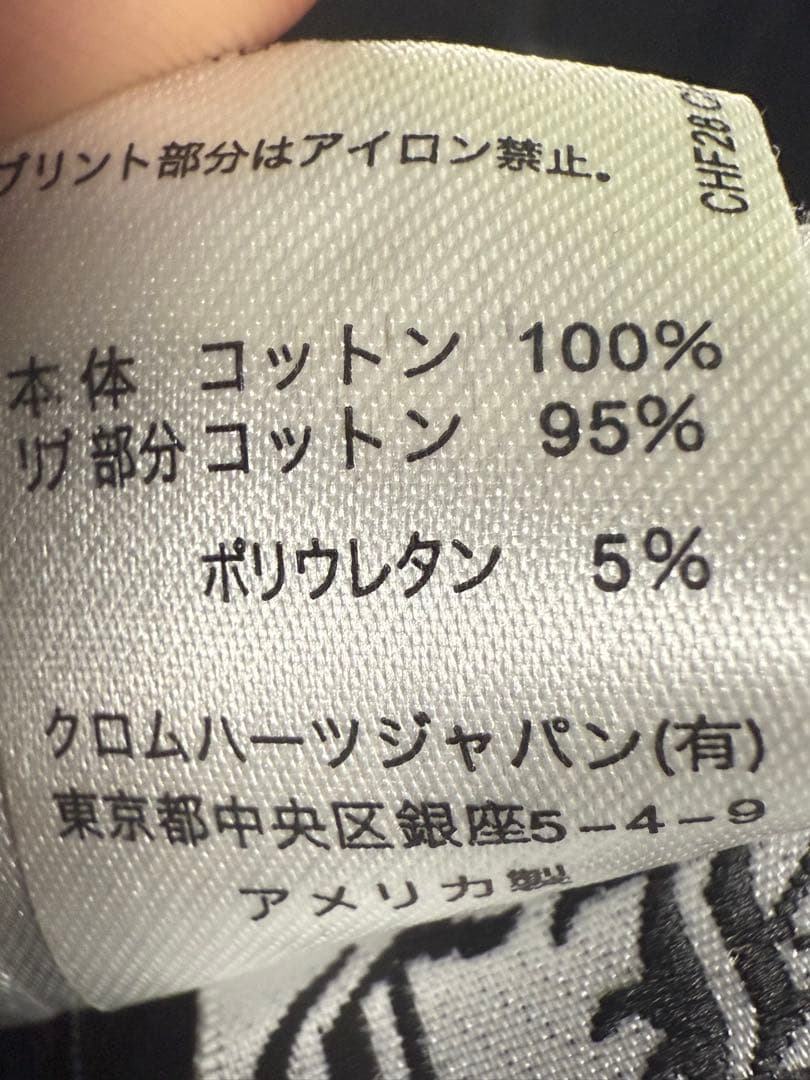 プリント部分はアイロン禁止。
CHF28
本体 コットン 100%
リブ部分 コットン 95%
ポリウレタン 5%
クロムハーツジャパン(有)
東京都中央区銀座5-4-9
アメリカ製